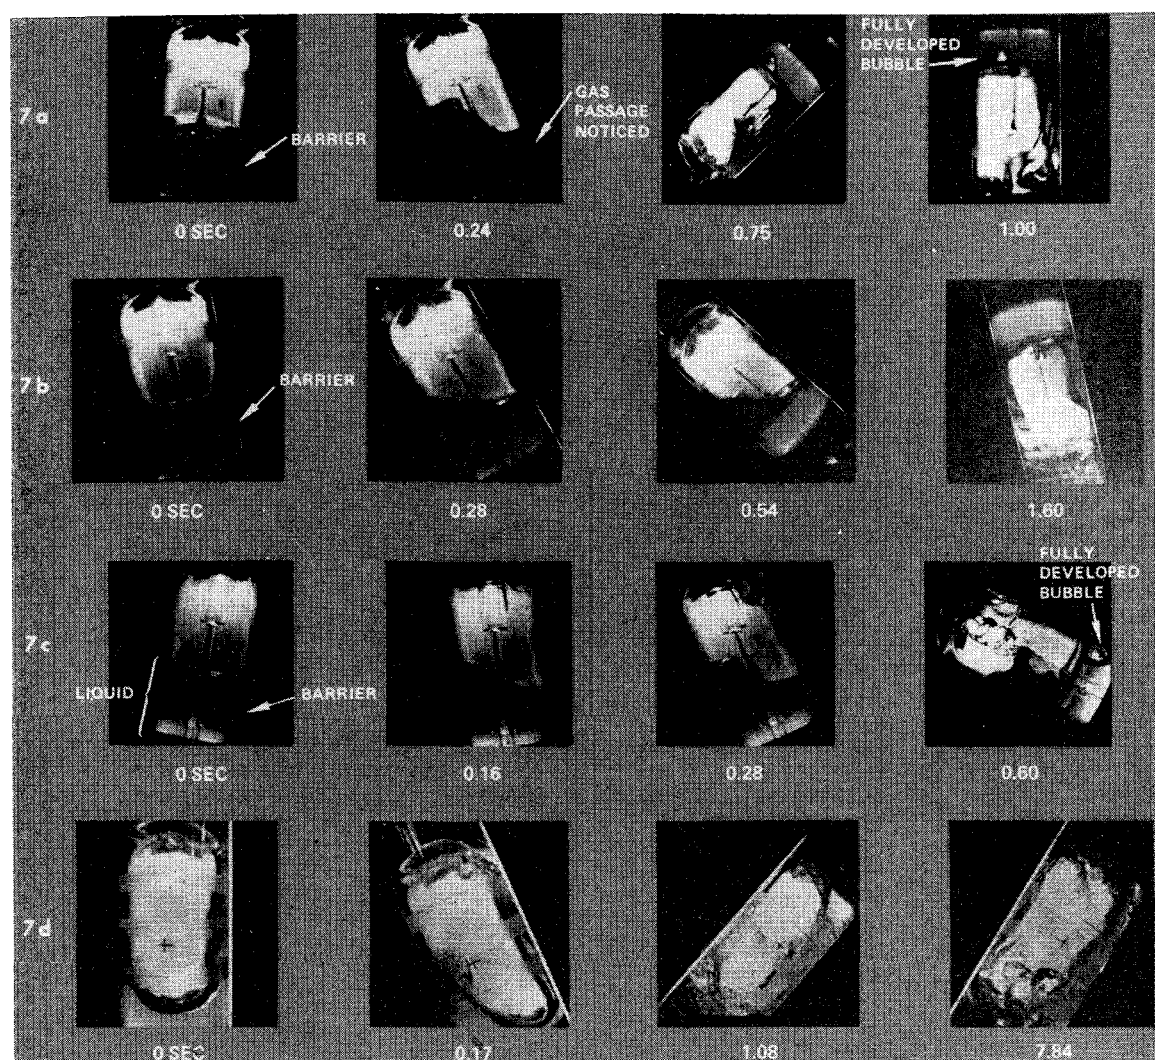 7a
BARRIER
GAS
PASSAGE
NOTICED
FULLY
DEVELOPED
BUBBLE
0 SEC
0.24
0.75
1.00
7b
BARRIER
0 SEC
0.28
0.54
1.60
7c
LIQUID
BARRIER
FULLY
DEVELOPED
BUBBLE
0 SEC
0.16
0.28
0.60
7d
0 SEC
0.17
1.08
7.84